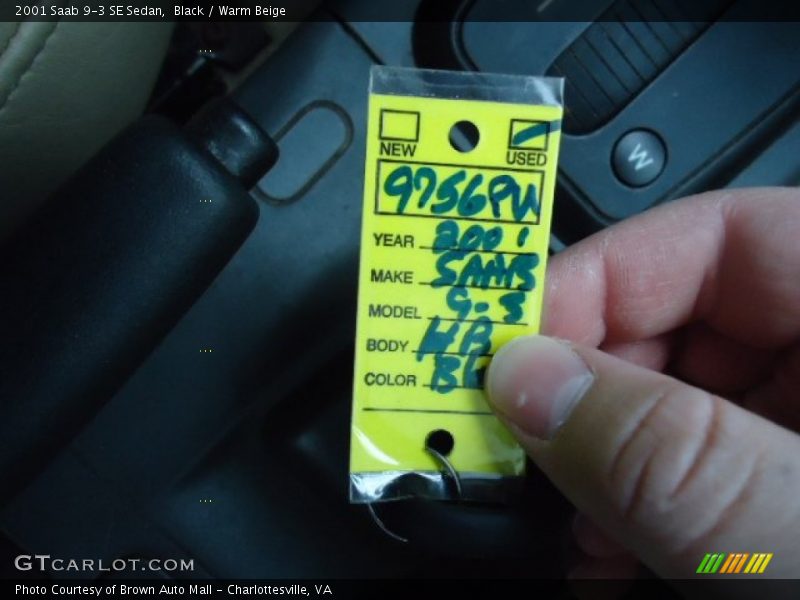 2001 Saab 9-3 SE Sedan,  Black / Warm Beige
NEW USED
9756PW
YEAR 2001
MAKE SAAB
MODEL 9-3
BODY HB
COLOR
W
GTCARLOT.COM
Photo Courtesy of Brown Auto Mall - Charlottesville, VA